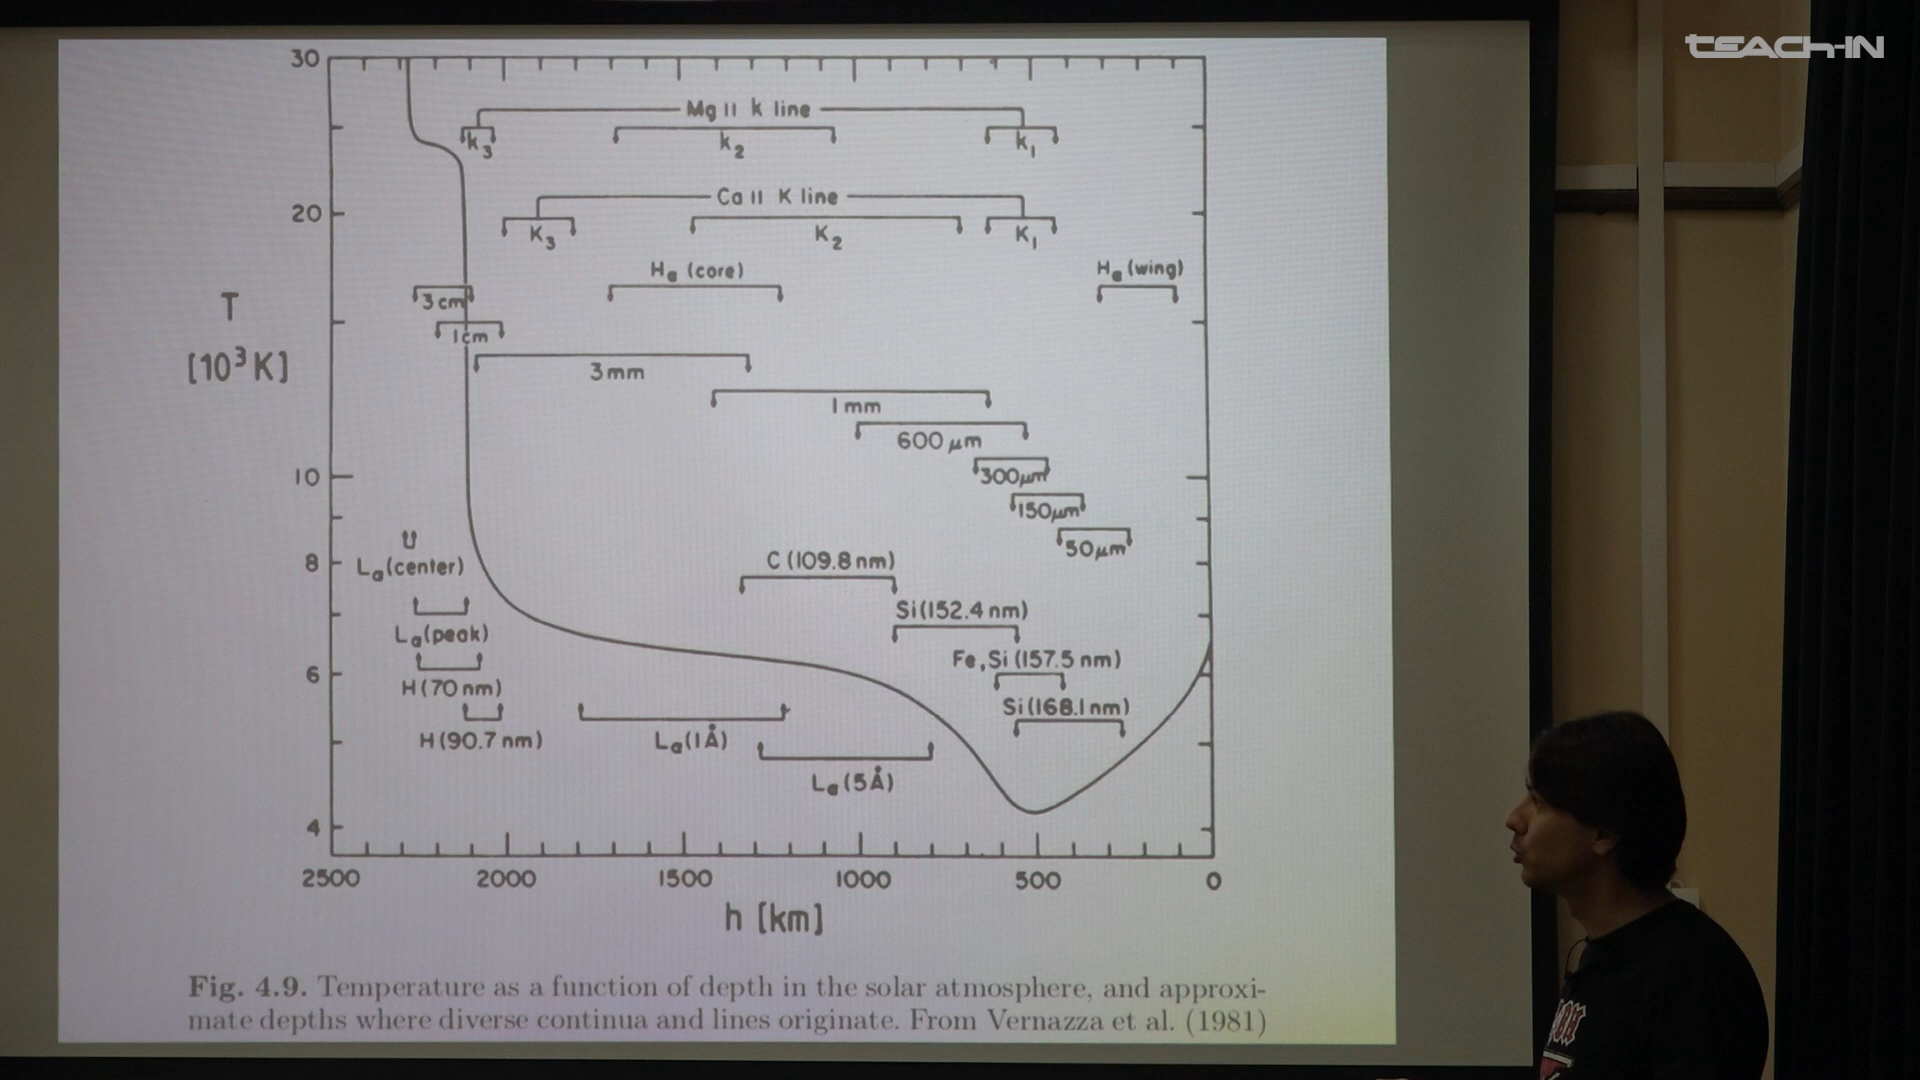 TEACH-IN
30
Mg II k line
k3
k2
k1
Ca II K line
20
K3
K2
K1
Hα (core)
Hα (wing)
3 cm
T
1 cm
[10³ K]
3 mm
1 mm
600 μm
10
300 μm
150 μm
50 μm
C (109.8 nm)
8
Lα (center)
Si (152.4 nm)
Lα (peak)
Fe, Si (157.5 nm)
6
H (70 nm)
Si (168.1 nm)
H (90.7 nm)
Lα (1Å)
Lα (5Å)
4
2500 2000 1500 1000 500 0
h [km]
Fig. 4.9. Temperature as a function of depth in the solar atmosphere, and approxi-
mate depths where diverse continua and lines originate. From Vernazza et al. (1981)